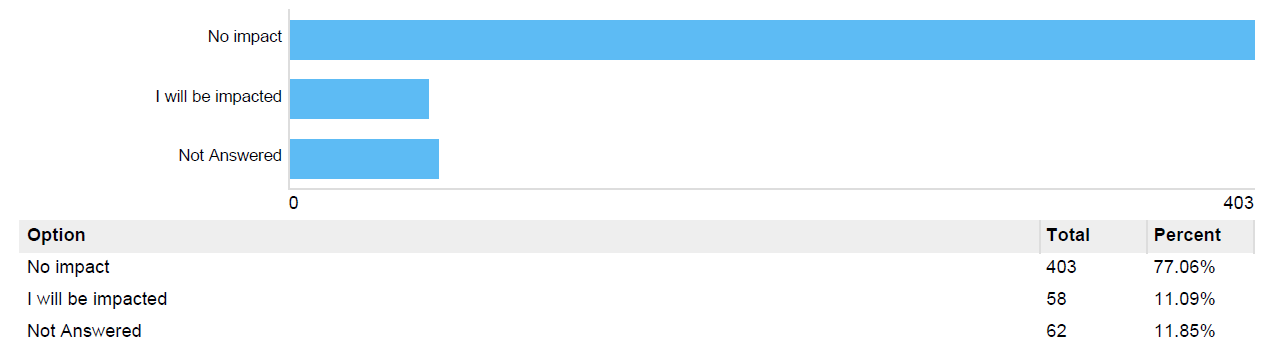 No impact
I will be impacted
Not Answered
0 403
Option Total Percent
No impact 403 77.06%
I will be impacted 58 11.09%
Not Answered 62 11.85%